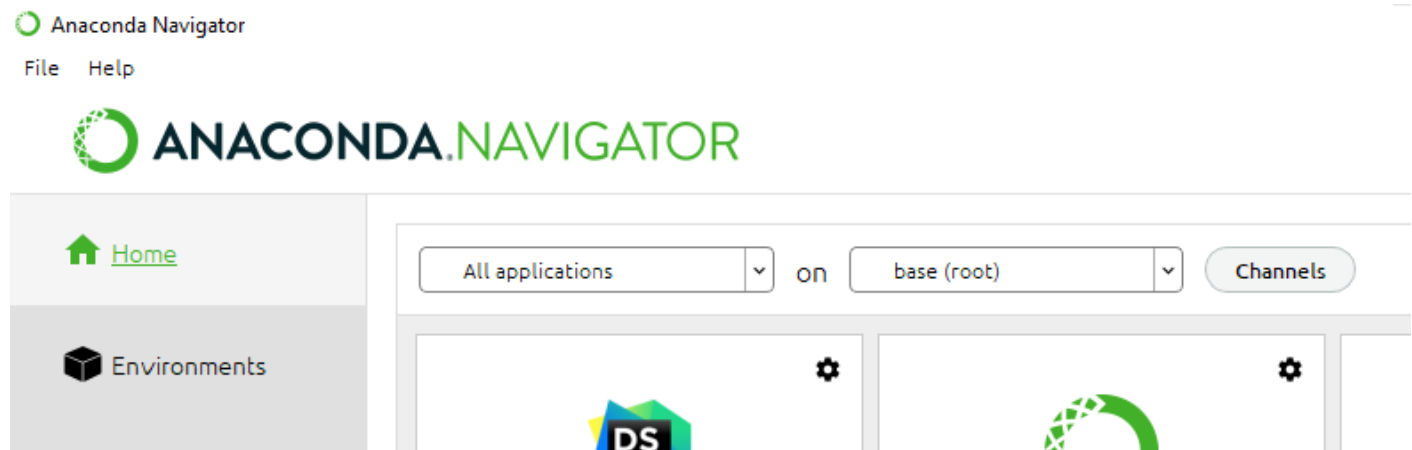 Anaconda Navigator
File Help
ANACONDA.NAVIGATOR
Home
All applications on base (root) Channels
Environments
DS